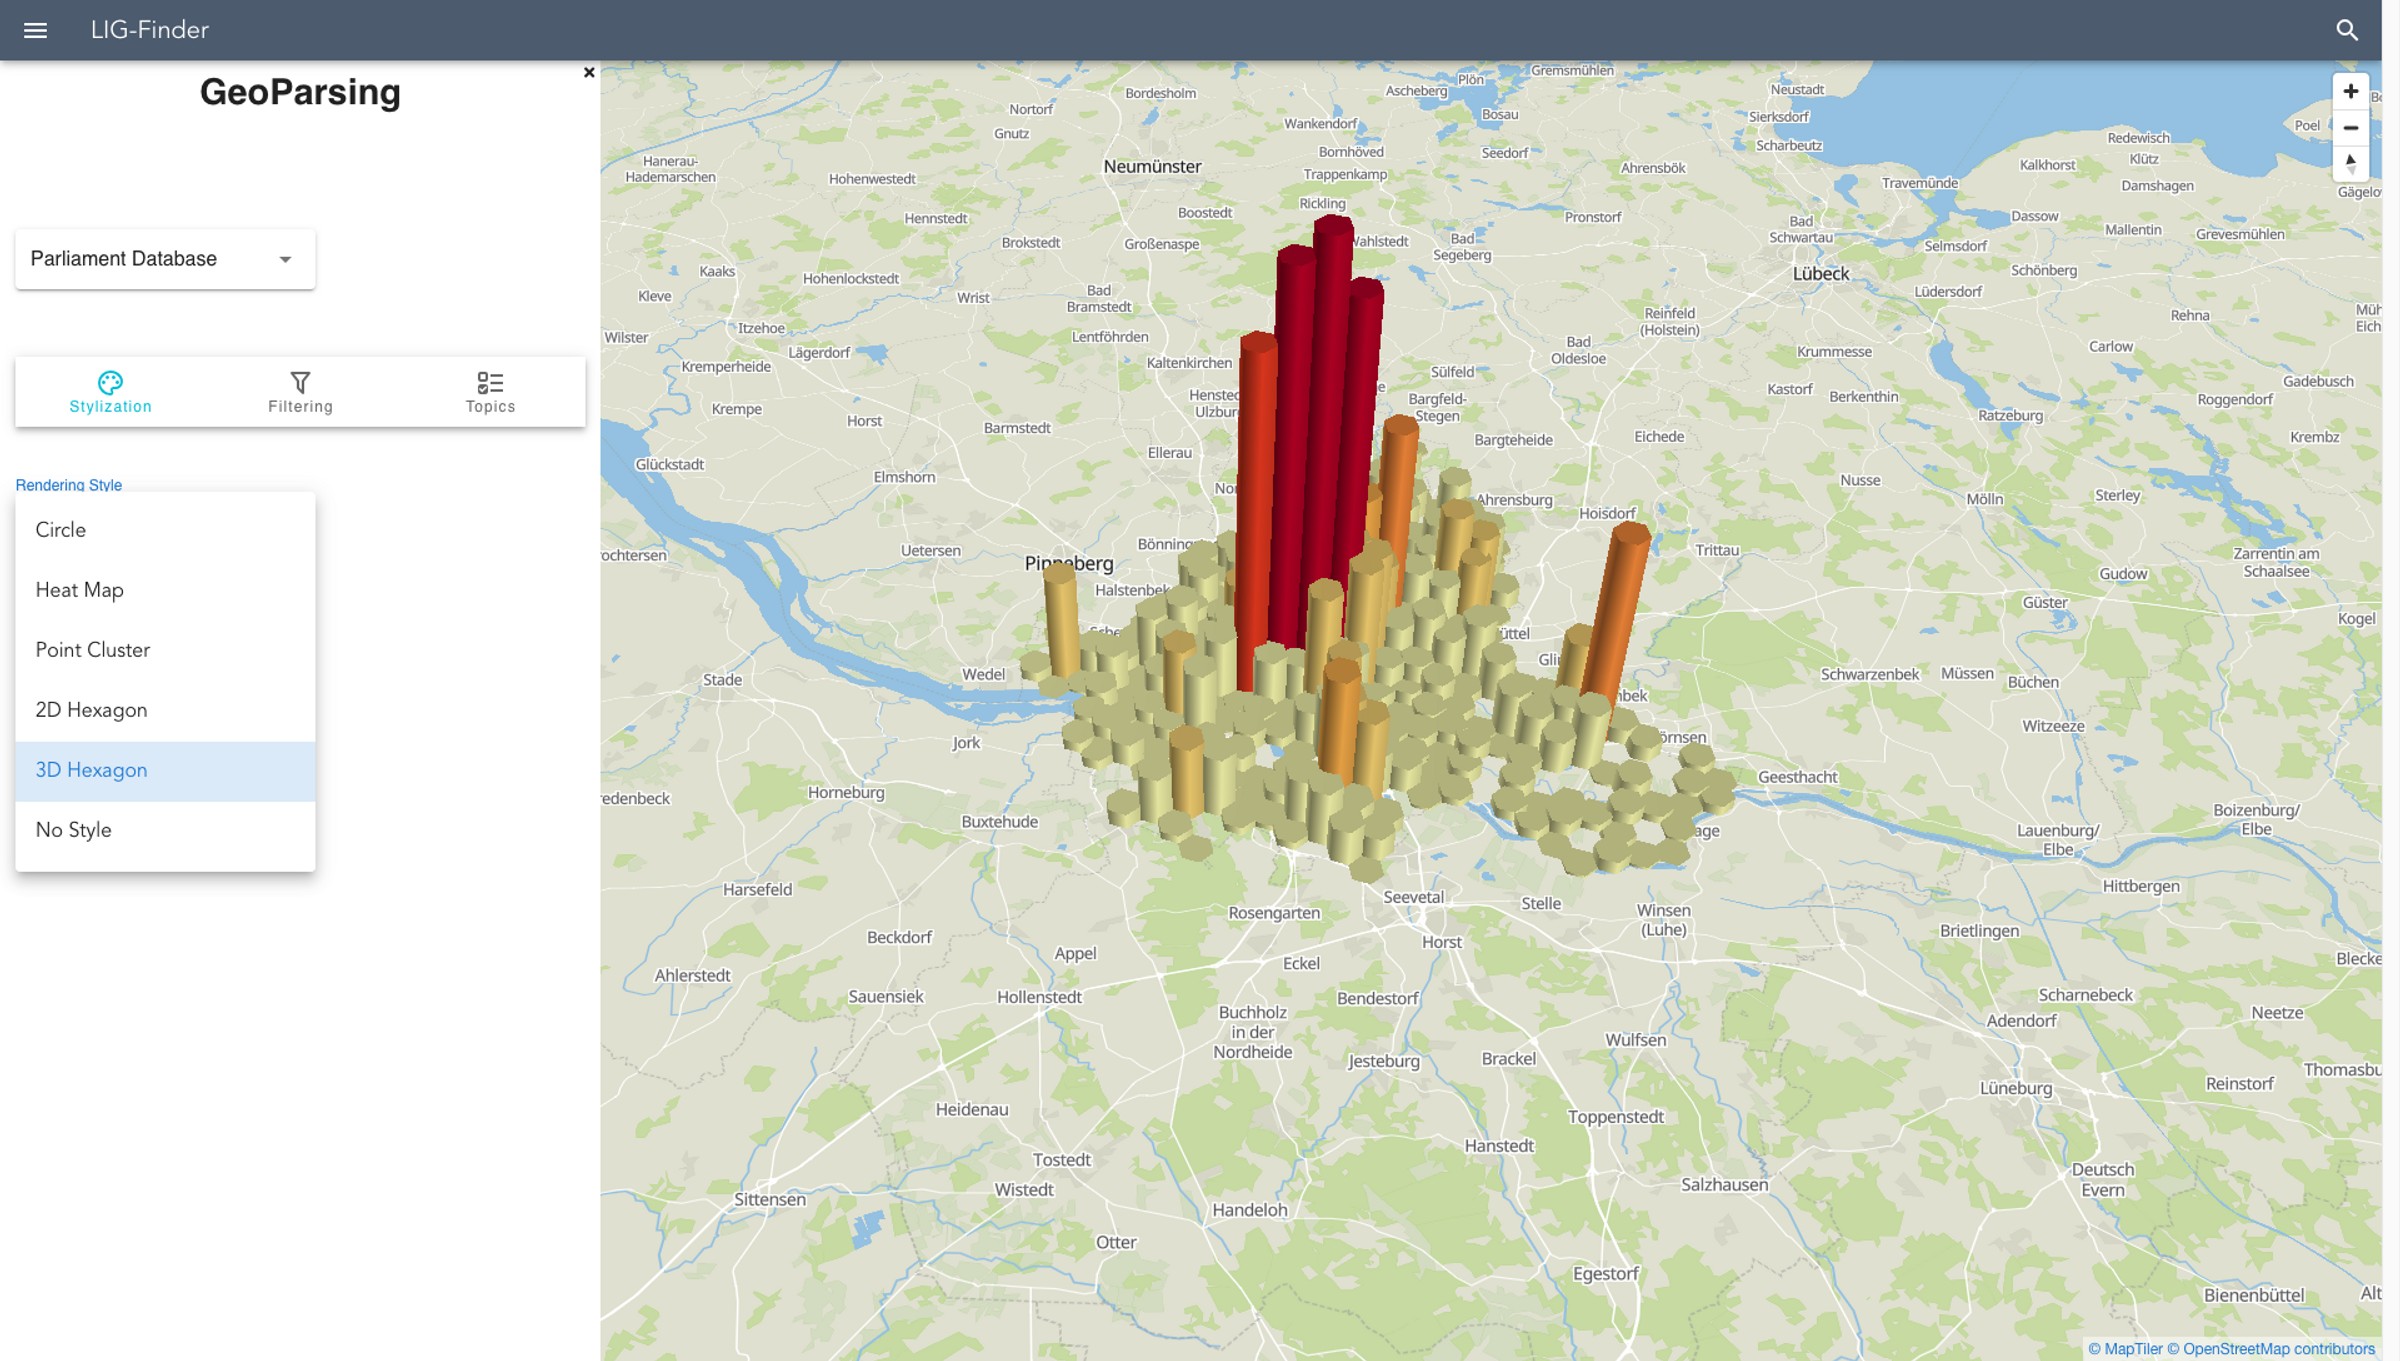 LIG-Finder
GeoParsing
Parliament Database
Stylization
Filtering
Topics
Rendering Style
Circle
Heat Map
Point Cluster
2D Hexagon
3D Hexagon
No Style
Gremsmühlen
Plön
Ascheberg
Bordesholm
Neustadt
Nortorf
Bosau
Sierksdorf
Wankendorf
Gnutz
Poel
Redewisch
Scharbeutz
Bornhöved
Seedorf
Klütz
Hanerau-
Hademarschen
Neumünster
Ahrensbök
Kalkhorst
Trappenkamp
Hohenwestedt
Travemünde
Damshagen
Rickling
Boostedt
Hennstedt
Pronstorf
Dassow
Bad
Schwartau
Mallentin
Grevesmühlen
Brokstedt
Großenaspe
Bad
Segeberg
Selmsdorf
Kaaks
Hohenlockstedt
Lübeck
Schönberg
Kleve
Wrist
Bad
Bramstedt
Lüdersdorf
Itzehoe
Reinfeld
(Holstein)
Rehna
Wilster
Lentföhrden
Lägerdorf
Bad
Oldesloe
Krummesse
Carlow
Kremperheide
Kaltenkirchen
Sülfeld
Gadebusch
Kastorf
Berkenthin
Roggendorf
Krempe
Bargfeld-
Stegen
Ratzeburg
Horst
Barmstedt
Bargteheide
Eichede
Krembz
Ellerau
Glückstadt
Elmshorn
Nusse
Mölln
Sterley
Ahrensburg
Hoisdorf
Uetersen
Trittau
Zarrentin am
Schaalsee
Pinneberg
Gudow
Güster
Kogel
Wedel
Stade
Schwarzenbek
Müssen
Büchen
Witzeeze
Jork
Geesthacht
Horneburg
Buxtehude
Boizenburg/
Elbe
Lauenburg/
Elbe
Harsefeld
Seevetal
Stelle
Hittbergen
Rosengarten
Winsen
(Luhe)
Brietlingen
Beckdorf
Horst
Appel
Eckel
Ahlerstedt
Sauensiek
Hollenstedt
Bendestorf
Scharnebeck
Buchholz
in der
Nordheide
Neetze
Adendorf
Wulfsen
Jesteburg
Brackel
Reinstorf
Lüneburg
Heidenau
Toppenstedt
Hanstedt
Tostedt
Deutsch
Evern
Wistedt
Salzhausen
Sittensen
Handeloh
Otter
Egestorf
Bienenbüttel
© MapTiler © OpenStreetMap contributors